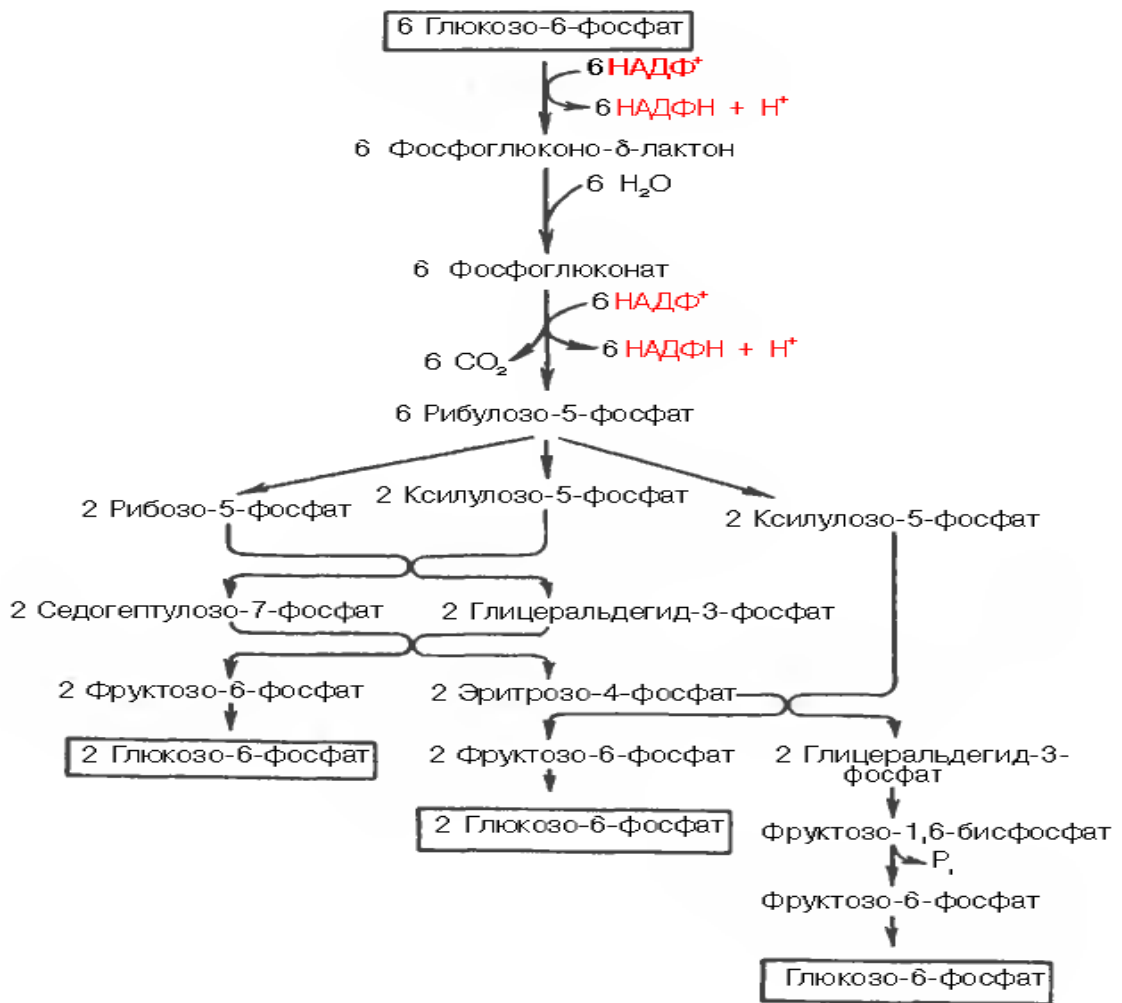 6 Глюкозо-6-фосфат
6 НАДФ⁺
6 НАДФН + Н⁺
6 Фосфоглюконо-δ-лактон
6 H₂O
6 Фосфоглюконат
6 НАДФ⁺
6 НАДФН + Н⁺
6 CO₂
6 Рибулозо-5-фосфат
2 Рибозо-5-фосфат
2 Ксилулозо-5-фосфат
2 Ксилулозо-5-фосфат
2 Седогептулозо-7-фосфат
2 Глицеральдегид-3-фосфат
2 Фруктозо-6-фосфат
2 Эритрозо-4-фосфат
2 Глюкозо-6-фосфат
2 Фруктозо-6-фосфат
2 Глицеральдегид-3-
фосфат
2 Глюкозо-6-фосфат
Фруктозо-1,6-бисфосфат
Pᵢ
Фруктозо-6-фосфат
Глюкозо-6-фосфат